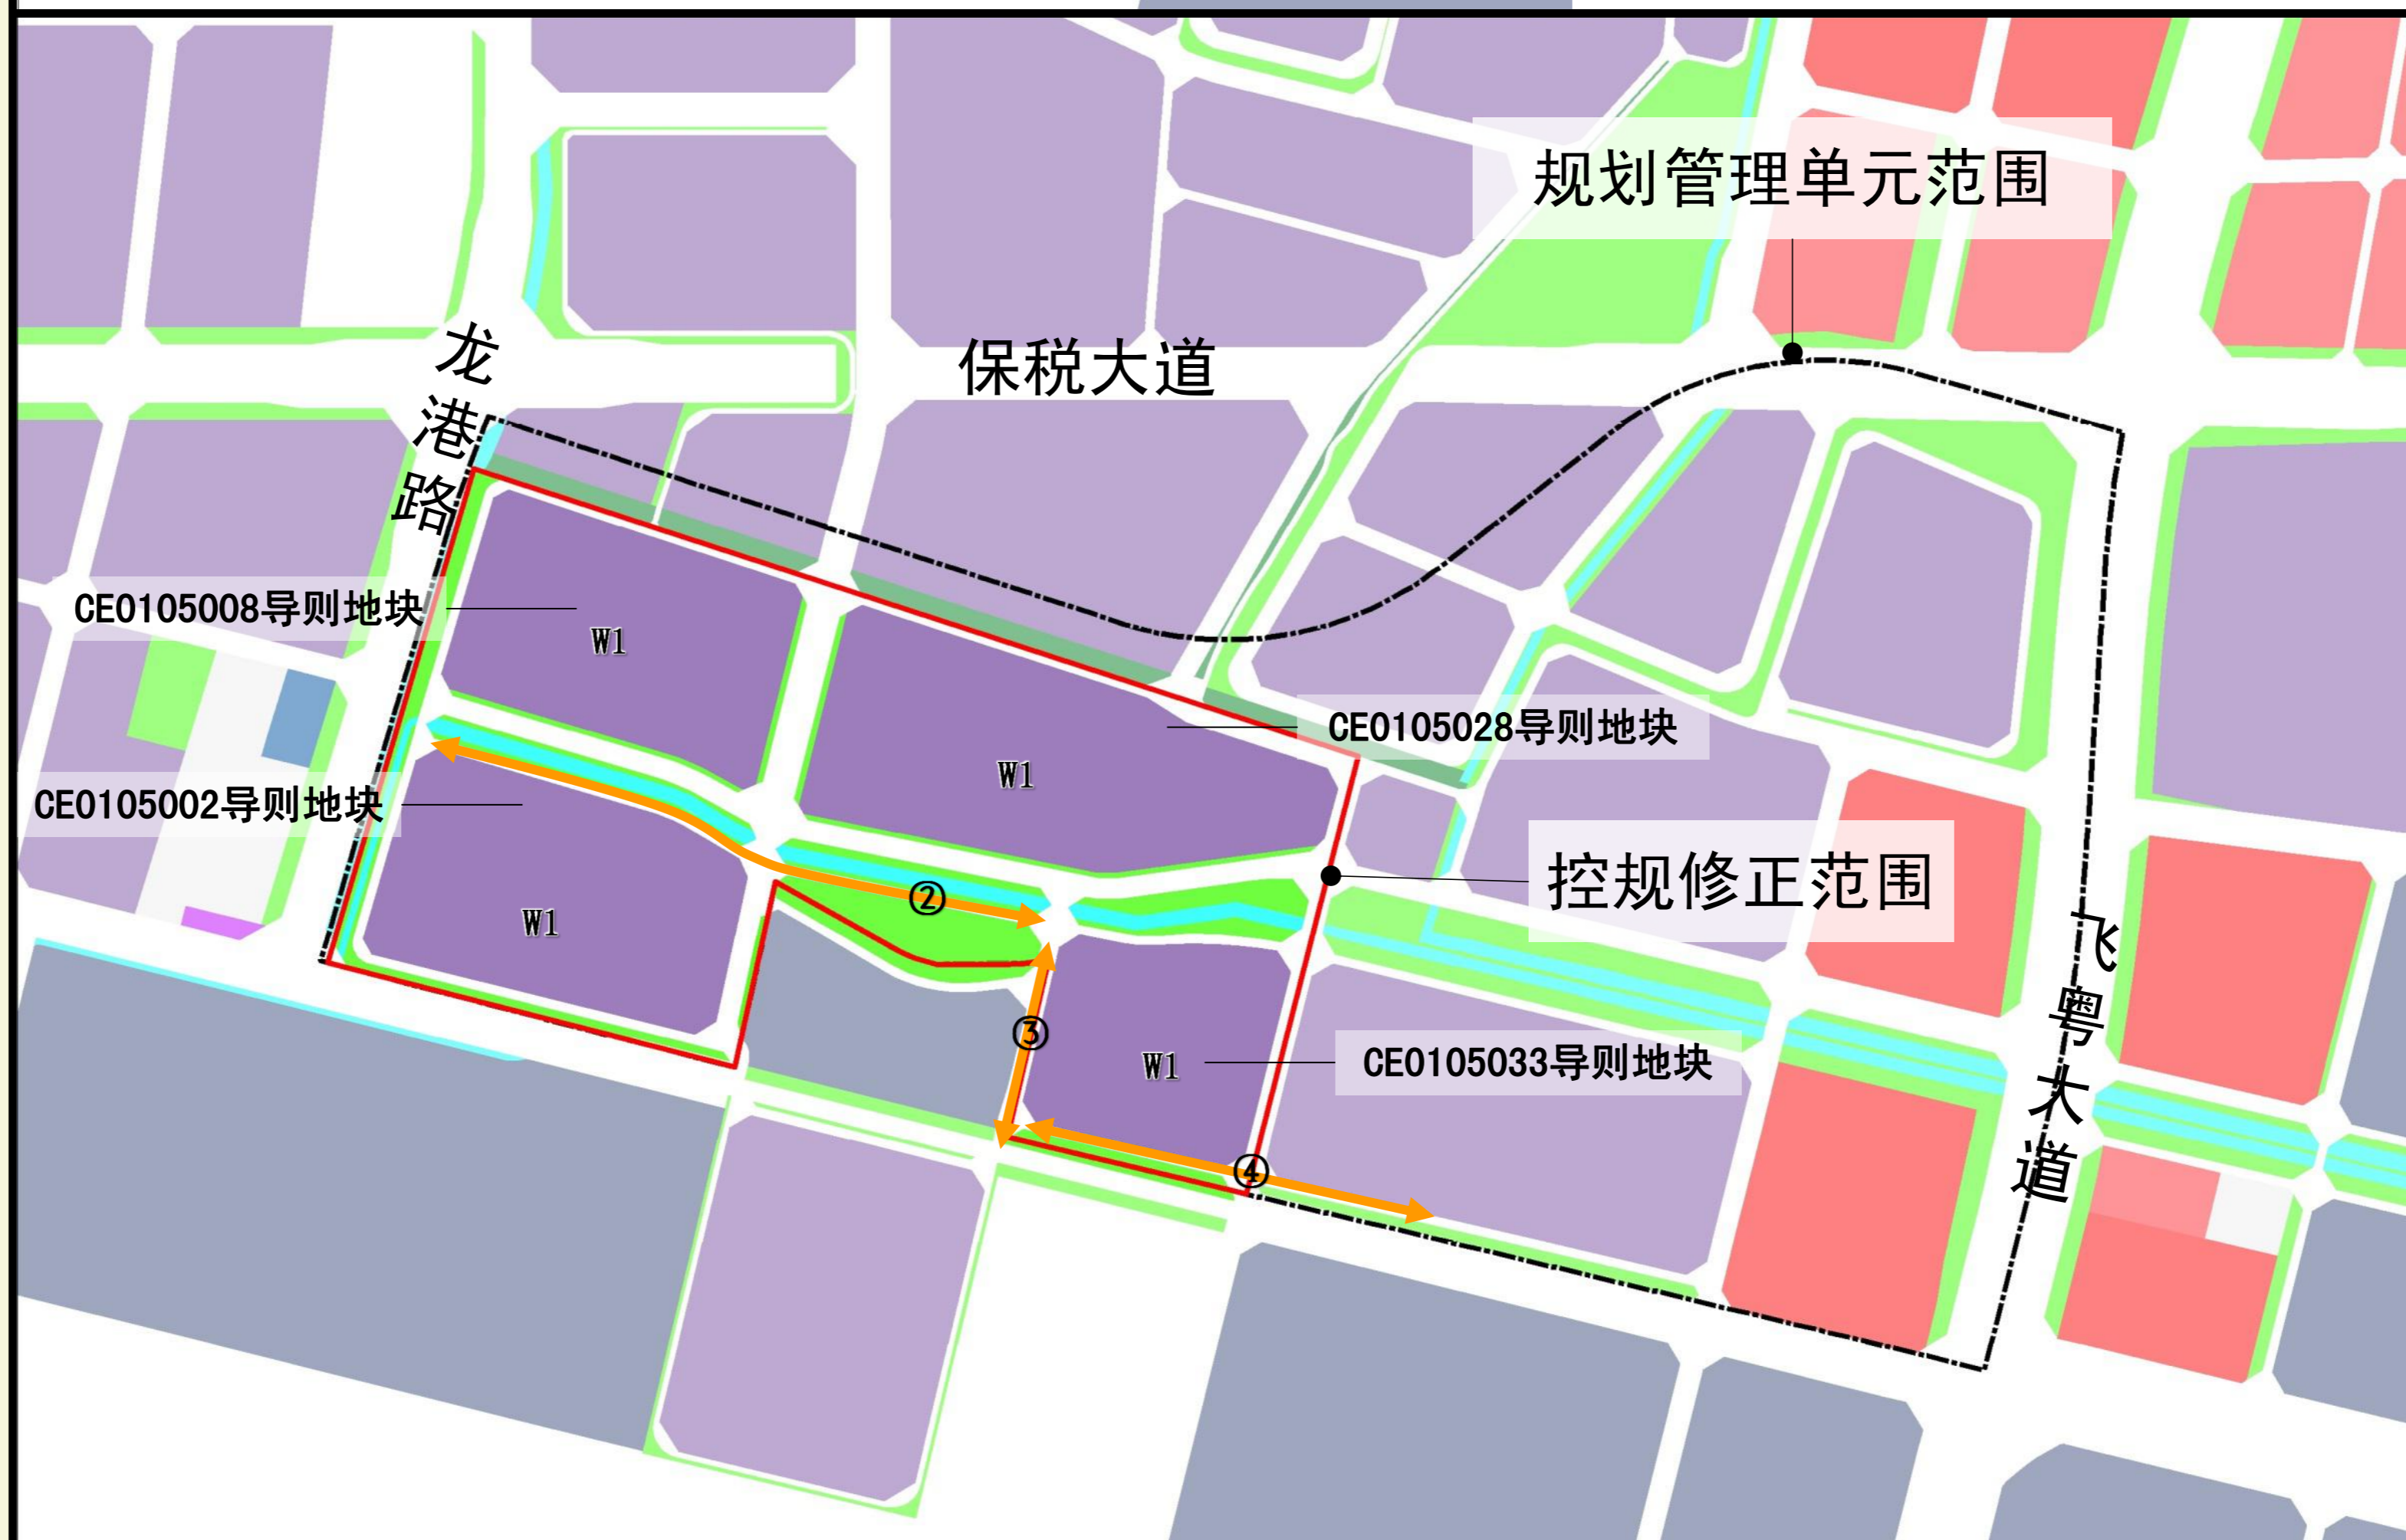 规划管理单元范围
龙港路
保税大道
CE0105008导则地块
W1
CE0105028导则地块
W1
CE0105002导则地块
W1
控规修正范围
②
飞粤大道
③
CE0105033导则地块
W1
④